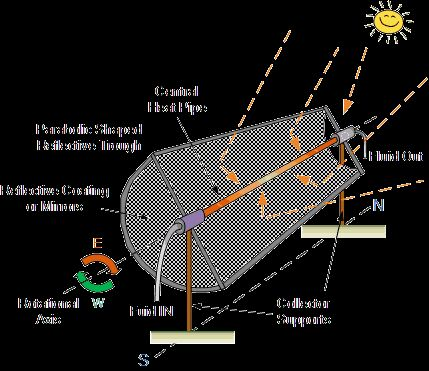 Central
Heat Pipe
Parabolic Shaped
Reflective Trough
Fluid Out
Reflective Coating
or Mirrors
N
E
W
Rotational
Axis
Fluid IN
Collector
Supports
S